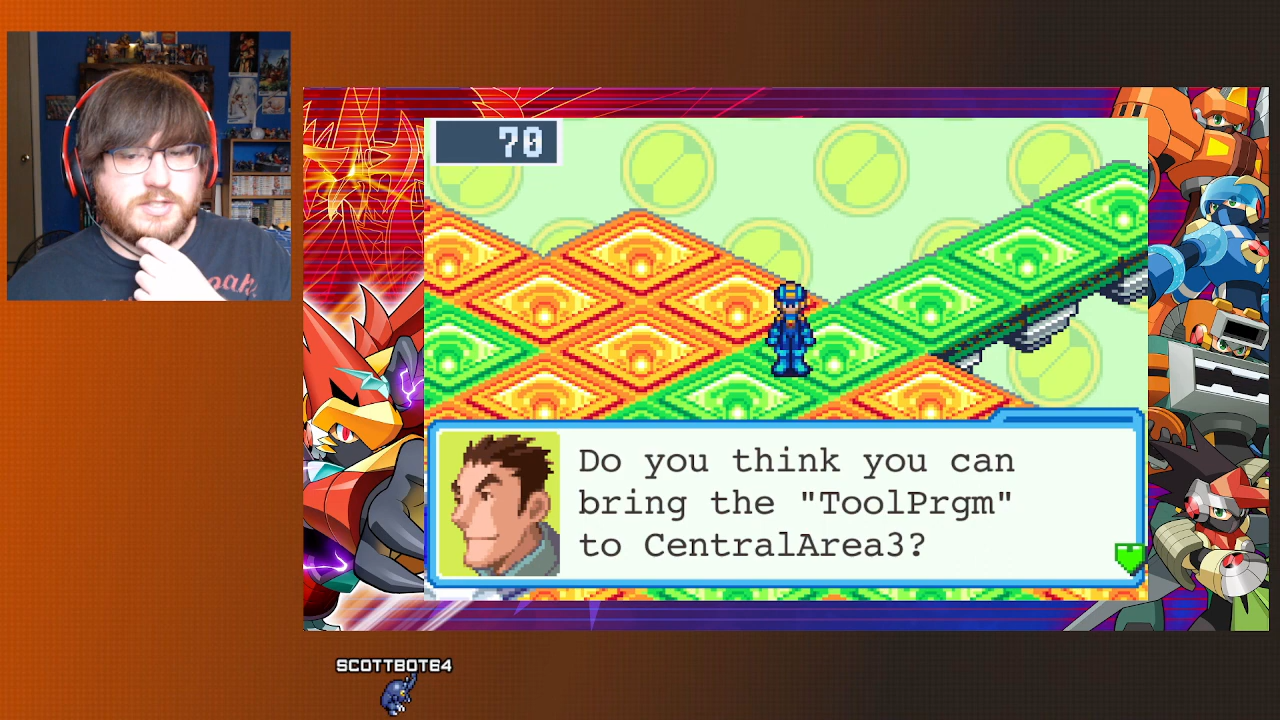 70
Do you think you can
bring the "ToolPrgm"
to CentralArea3?
SCOTTBOT64